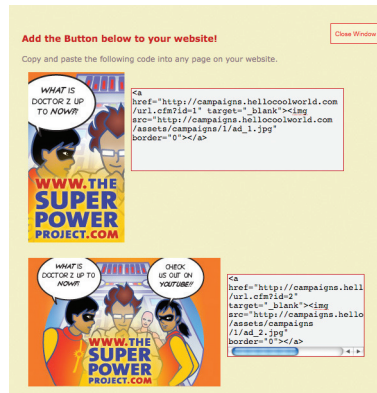 Close Window
Add the Button below to your website!
Copy and paste the following code into any page on your website.
WHAT IS
DOCTOR Z UP
TO NOW?!
WWW.THE
SUPER
POWER
PROJECT.COM
<a
href="http://campaigns.hellocoolworld.com
/url.cfm?id=1" target="_blank"><img
src="http://campaigns.hellocoolworld.com
/assets/campaigns/1/ad_1.jpg"
border="0"></a>
WHAT IS
DOCTOR Z UP TO
NOW?!
CHECK
US OUT ON
YOUTUBE!!
WWW.THE
SUPER
POWER
PROJECT.COM
<a
href="http://campaigns.hell
/url.cfm?id=2"
target="_blank"><img
src="http://campaigns.hello
/assets/campaigns
/1/ad_2.jpg"
border="0"></a>